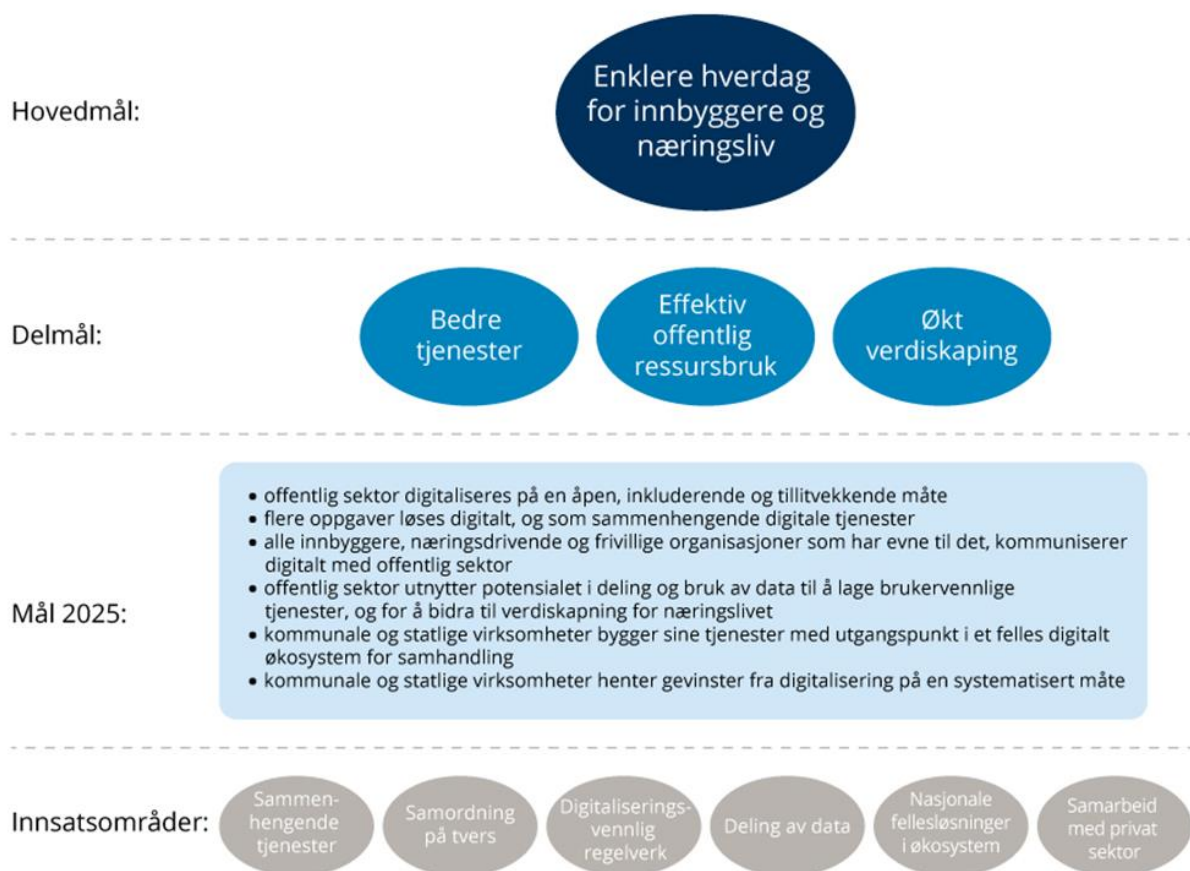 Hovedmål:
Enklere hverdag
for innbyggere og
næringsliv
Delmål:
Bedre
tjenester
Effektiv
offentlig
ressursbruk
Økt
verdiskaping
Mål 2025:
• offentlig sektor digitaliseres på en åpen, inkluderende og tillitvekkende måte
• flere oppgaver løses digitalt, og som sammenhengende digitale tjenester
• alle innbyggere, næringsdrivende og frivillige organisasjoner som har evne til det, kommuniserer
digitalt med offentlig sektor
• offentlig sektor utnytter potensialet i deling og bruk av data til å lage brukervennlige
tjenester, og for å bidra til verdiskapning for næringslivet
• kommunale og statlige virksomheter bygger sine tjenester med utgangspunkt i et felles digitalt
økosystem for samhandling
• kommunale og statlige virksomheter henter gevinster fra digitalisering på en systematisert måte
Innsatsområder:
Sammen-
hengende
tjenester
Samordning
på tvers
Digitaliserings-
vennlig
regelverk
Deling av data
Nasjonale
fellesløsninger
i økosystem
Samarbeid
med privat
sektor